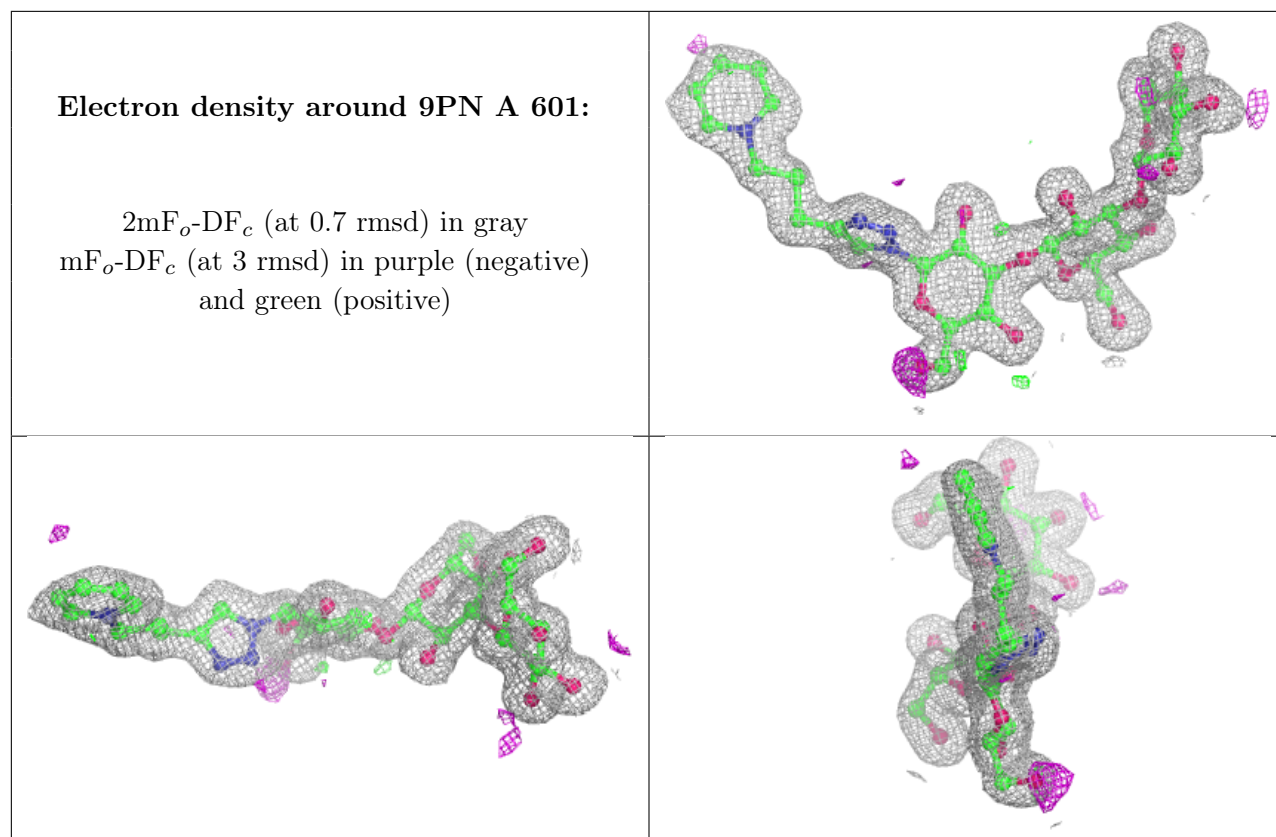 Electron density around 9PN A 601:
2mFo-DFc (at 0.7 rmsd) in gray
mFo-DFc (at 3 rmsd) in purple (negative)
and green (positive)